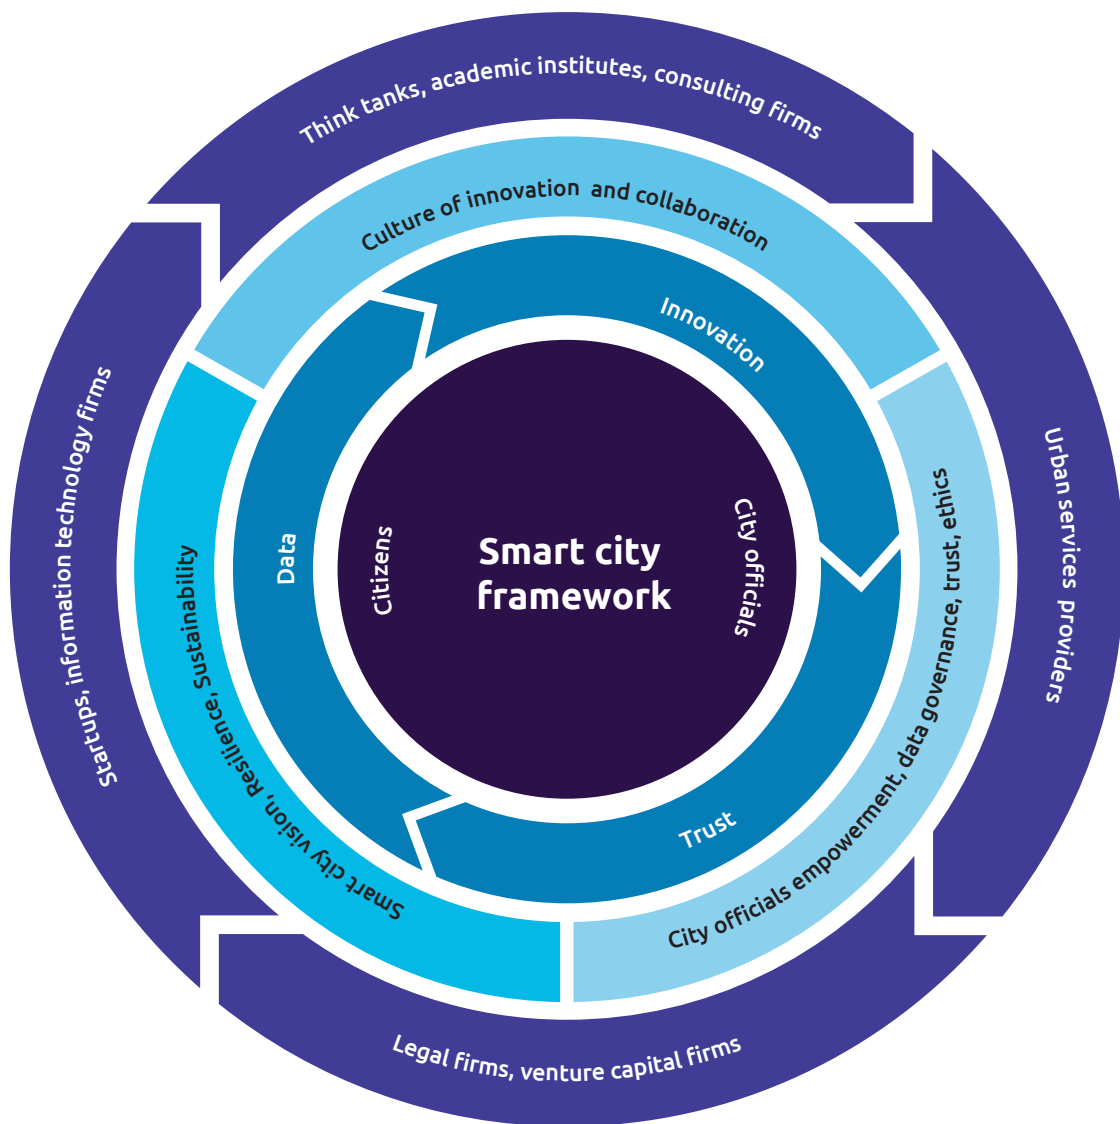 Think tanks, academic institutes, consulting firms
Culture of innovation and collaboration
Innovation
Startups, information technology firms
Data
Citizens
Smart city
framework
City officials
Urban services providers
Smart city vision, Resilience, Sustainability
City officials empowerment, data governance, trust, ethics
Trust
Legal firms, venture capital firms